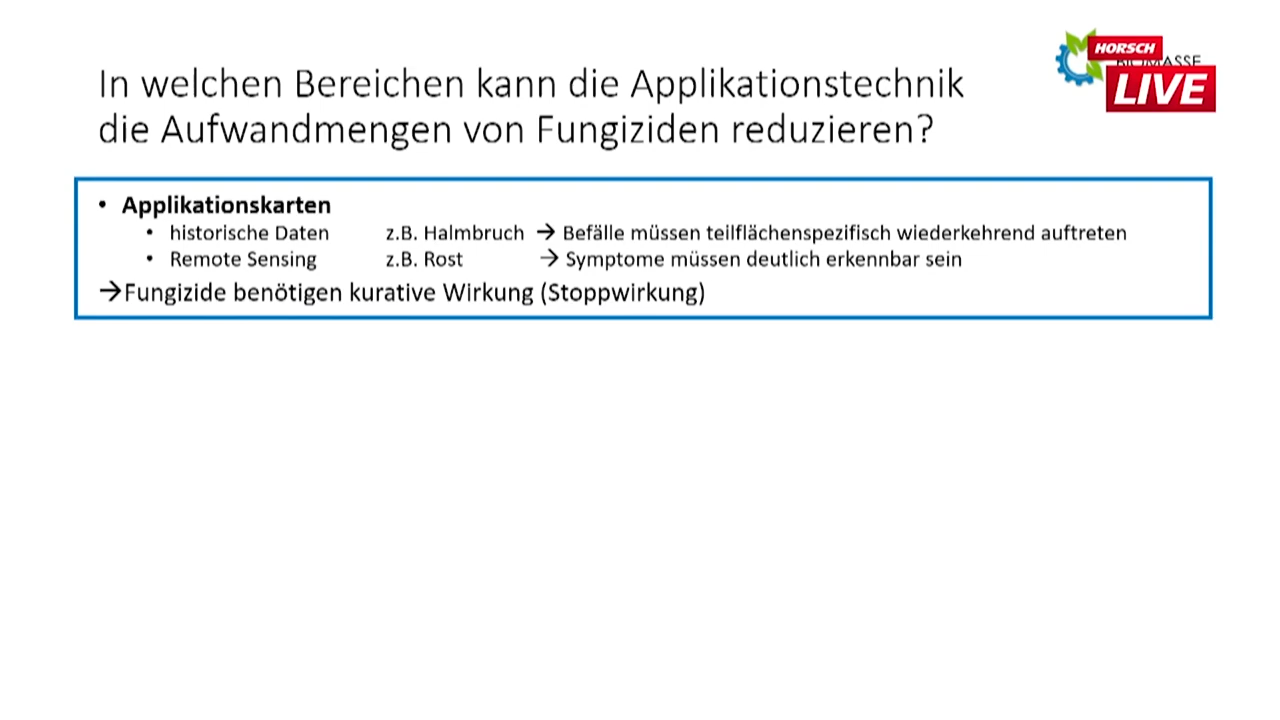 In welchen Bereichen kann die Applikationstechnik
die Aufwandmengen von Fungiziden reduzieren?
HORSCH
LIVE
• Applikationskarten
• historische Daten z.B. Halmbruch → Befälle müssen teilflächenspezifisch wiederkehrend auftreten
• Remote Sensing z.B. Rost → Symptome müssen deutlich erkennbar sein
→Fungizide benötigen kurative Wirkung (Stoppwirkung)